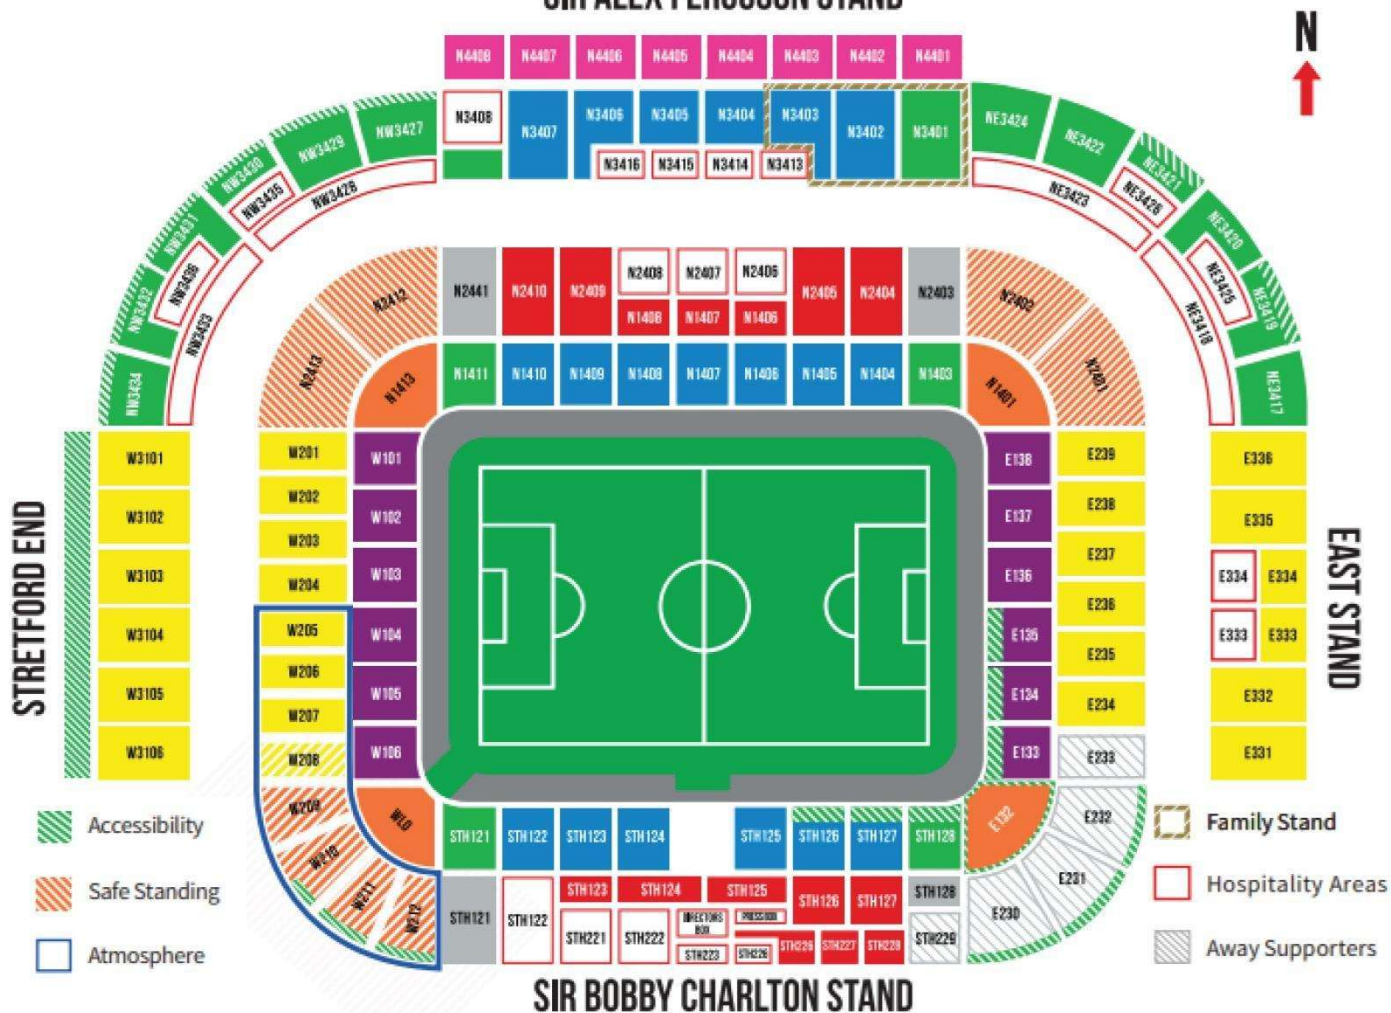 SIR ALEX FERGUSON STAND
N
N4408 N4407 N4406 N4405 N4404 N4403 N4402 N4401
N3408 N3407 N3406 N3405 N3404 N3403 N3402 N3401
N3416 N3415 N3414 N3413
NW3427
NW3429
NW3430
NW3435
NW3428
NW3431
NW3436
NW3432
NW3433
NW3434
NE3424
NE3422
NE3421
NE3423
NE3426
NE3420
NE3425
NE3419
NE3418
NE3417
N2413 N2412 N2441 N2410 N2409 N2408 N2407 N2406 N2405 N2404 N2403 N2402 N2401
N1408 N1407 N1406
N1413 N1411 N1410 N1409 N1408 N1407 N1406 N1405 N1404 N1403 N1401
STRETFORD END
W3101
W3102
W3103
W3104
W3105
W3106
W201
W202
W203
W204
W205
W206
W207
W208
W209
W210
W211
W212
W101
W102
W103
W104
W105
W106
WLO
E138
E137
E136
E135
E134
E133
E132
E239
E238
E237
E236
E235
E234
E233
E232
E231
E230
E336
E335
E334 E334
E333 E333
E332
E331
EAST STAND
STH121 STH122 STH123 STH124 STH125 STH126 STH127 STH128
STH121 STH122 STH123 STH124 STH125 STH126 STH127 STH128
STH221 STH222 DIRECTORS
BOX
PRESS BOX
STH223 STH226 STH226 STH227 STH228 STH229
SIR BOBBY CHARLTON STAND
Accessibility
Safe Standing
Atmosphere
Family Stand
Hospitality Areas
Away Supporters